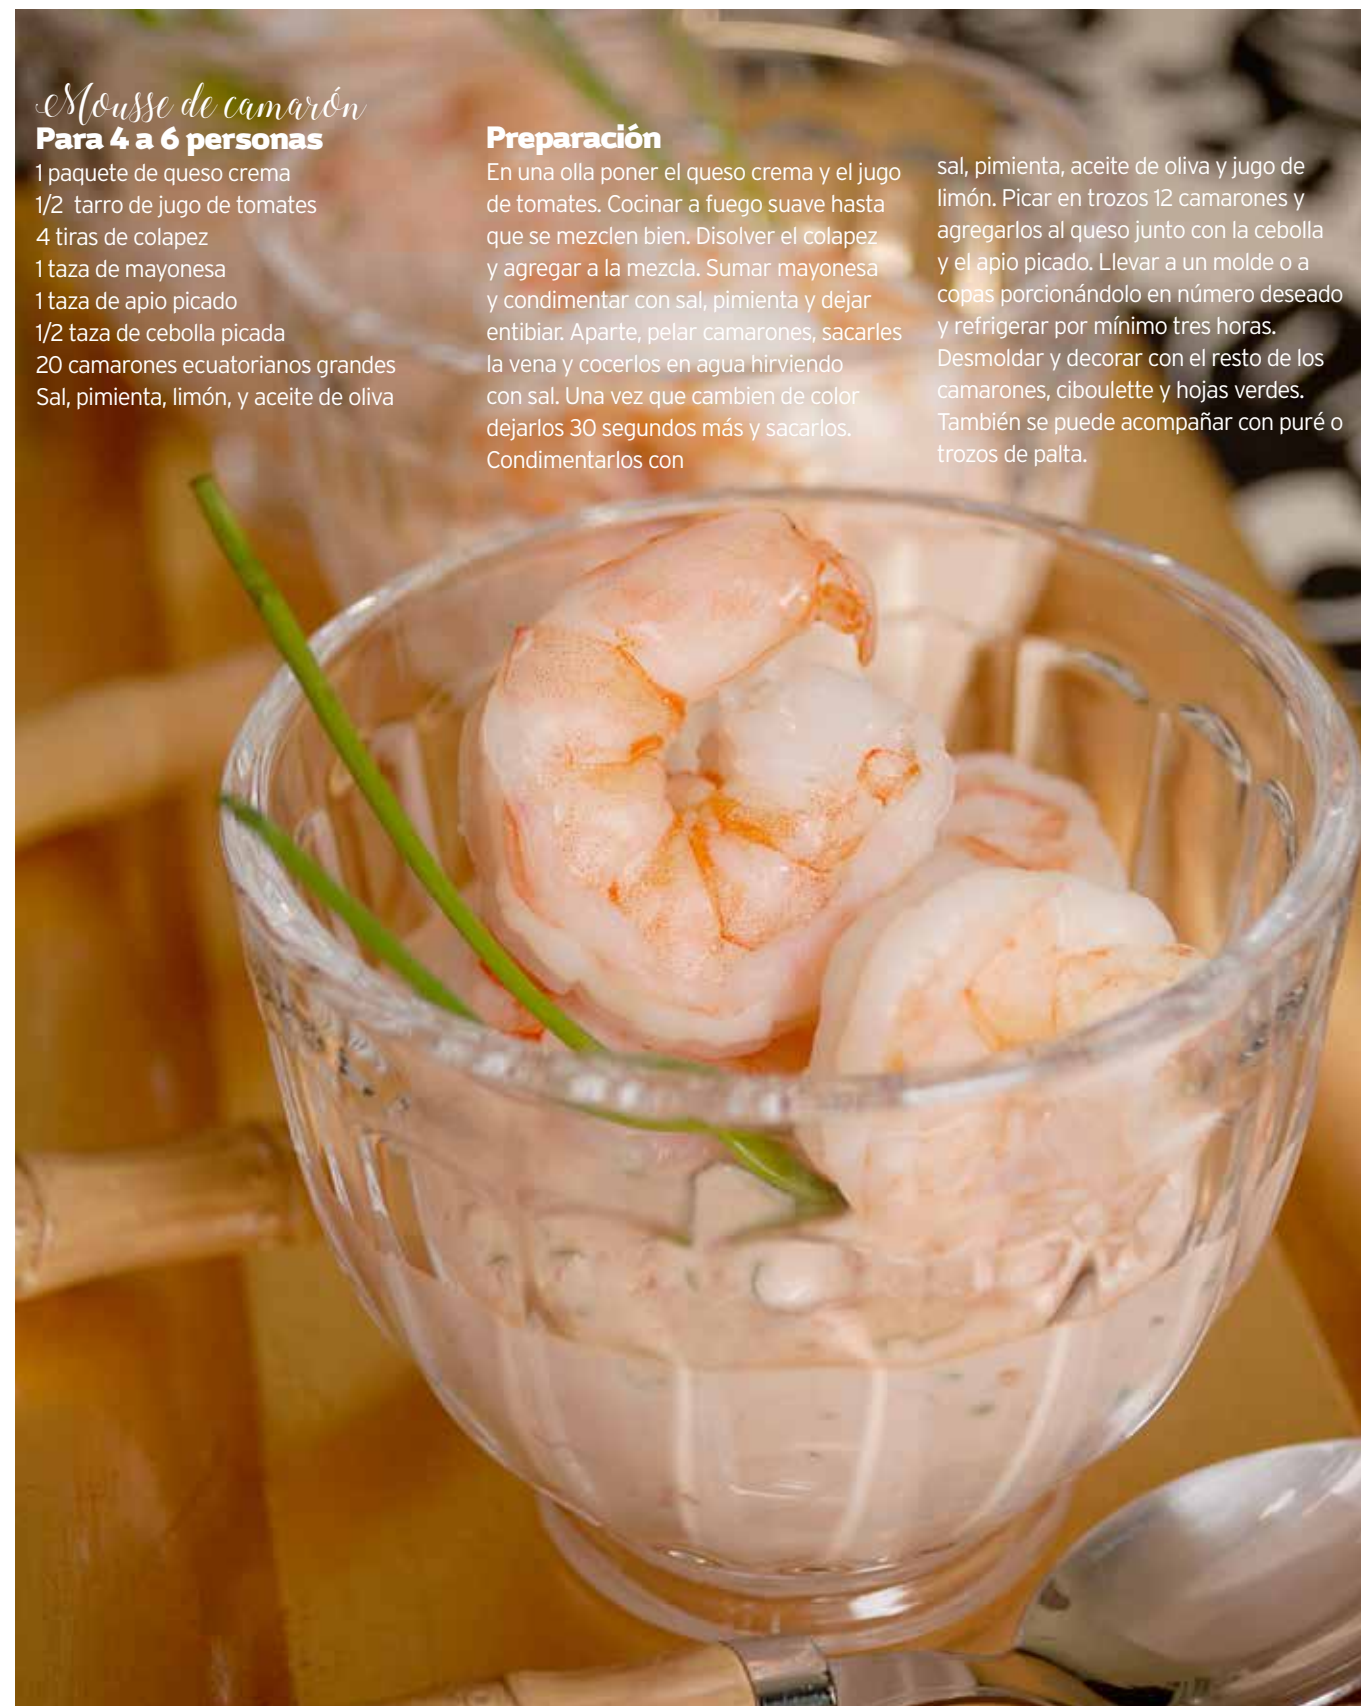 Mousse de camarón
Para 4 a 6 personas
1 paquete de queso crema
1/2 tarro de jugo de tomates
4 tiras de colapez
1 taza de mayonesa
1 taza de apio picado
1/2 taza de cebolla picada
20 camarones ecuatorianos grandes
Sal, pimienta, limón, y aceite de oliva
Preparación
En una olla poner el queso crema y el jugo
de tomates. Cocinar a fuego suave hasta
que se mezclen bien. Disolver el colapez
y agregar a la mezcla. Sumar mayonesa
y condimentar con sal, pimienta y dejar
entibiar. Aparte, pelar camarones, sacarles
la vena y cocerlos en agua hirviendo
con sal. Una vez que cambien de color
dejarlos 30 segundos más y sacarlos.
Condimentarlos con
sal, pimienta, aceite de oliva y jugo de
limón. Picar en trozos 12 camarones y
agregarlos al queso junto con la cebolla
y el apio picado. Llevar a un molde o a
copas porcionándolo en número deseado
y refrigerar por mínimo tres horas.
Desmoldar y decorar con el resto de los
camarones, ciboulette y hojas verdes.
También se puede acompañar con puré o
trozos de palta.